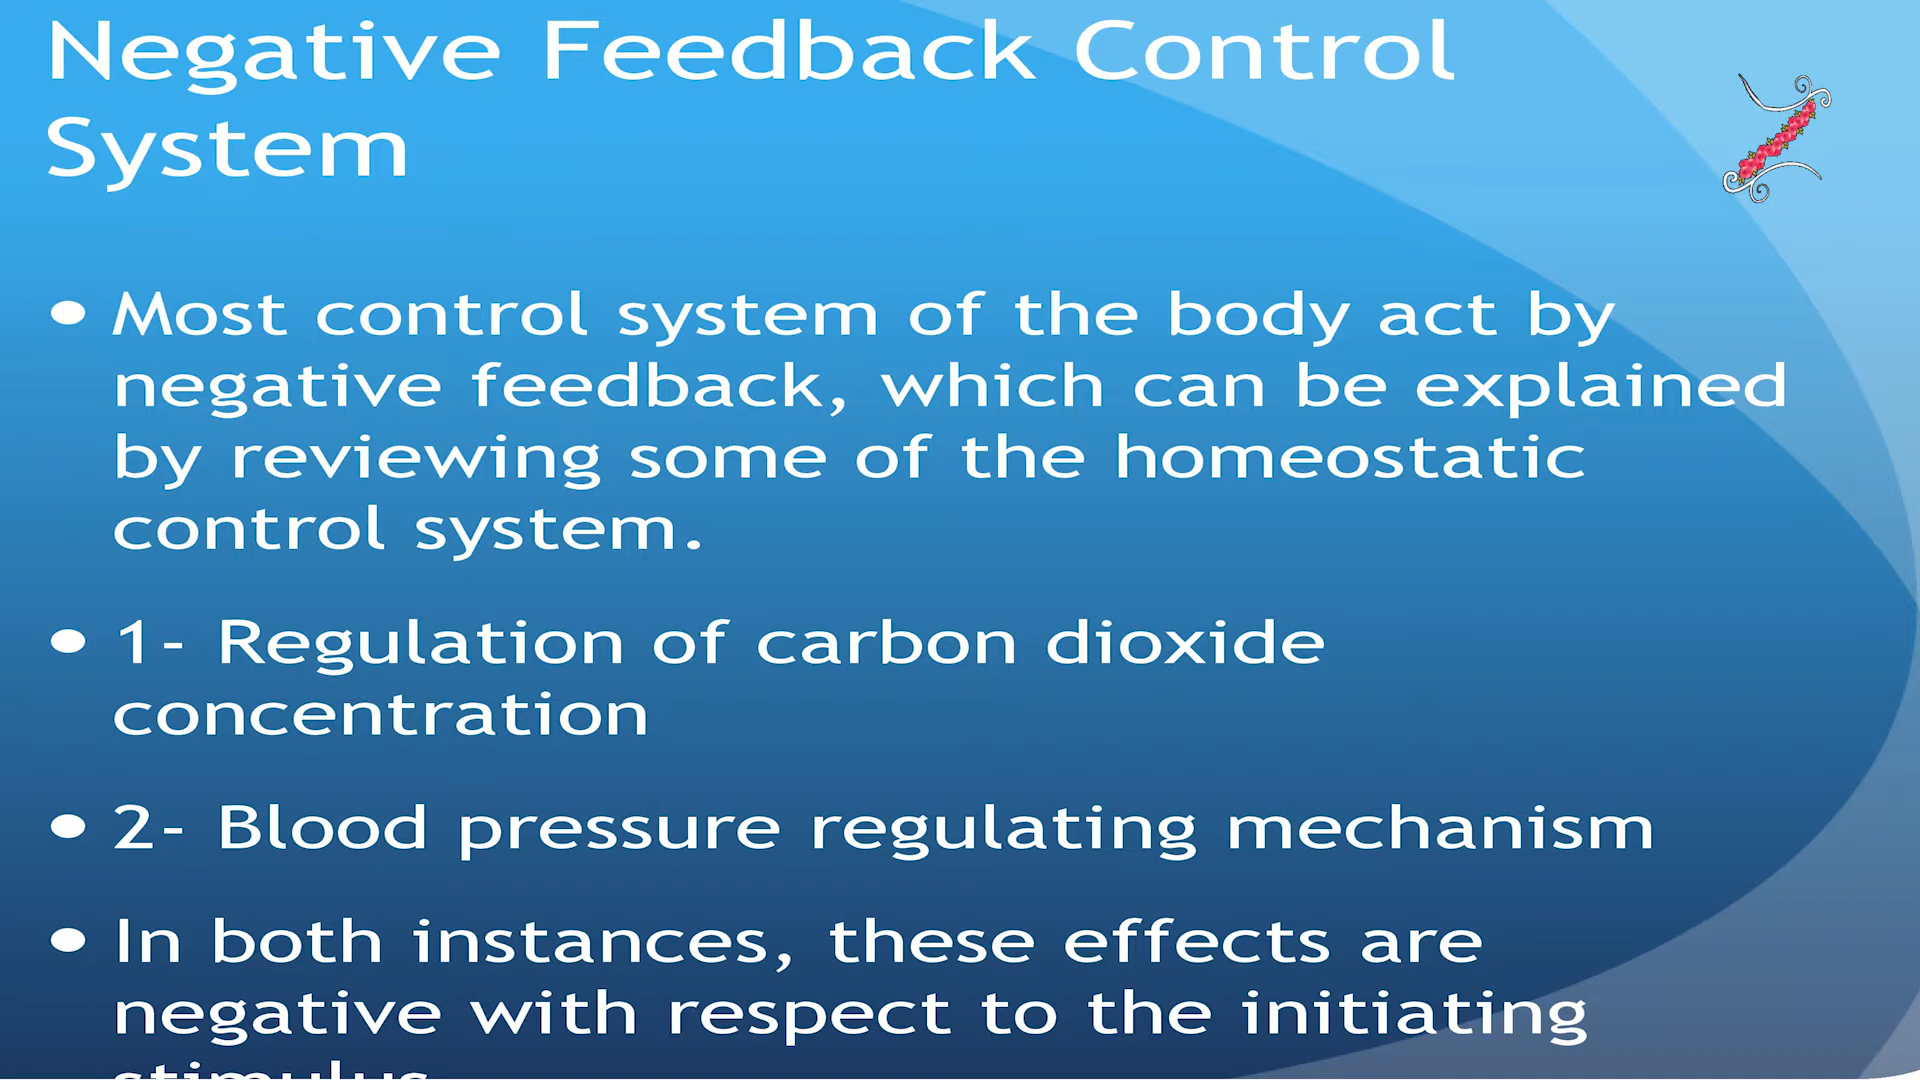 Negative Feedback Control
System
• Most control system of the body act by
negative feedback, which can be explained
by reviewing some of the homeostatic
control system.
• 1- Regulation of carbon dioxide
concentration
• 2- Blood pressure regulating mechanism
• In both instances, these effects are
negative with respect to the initiating
stimulus